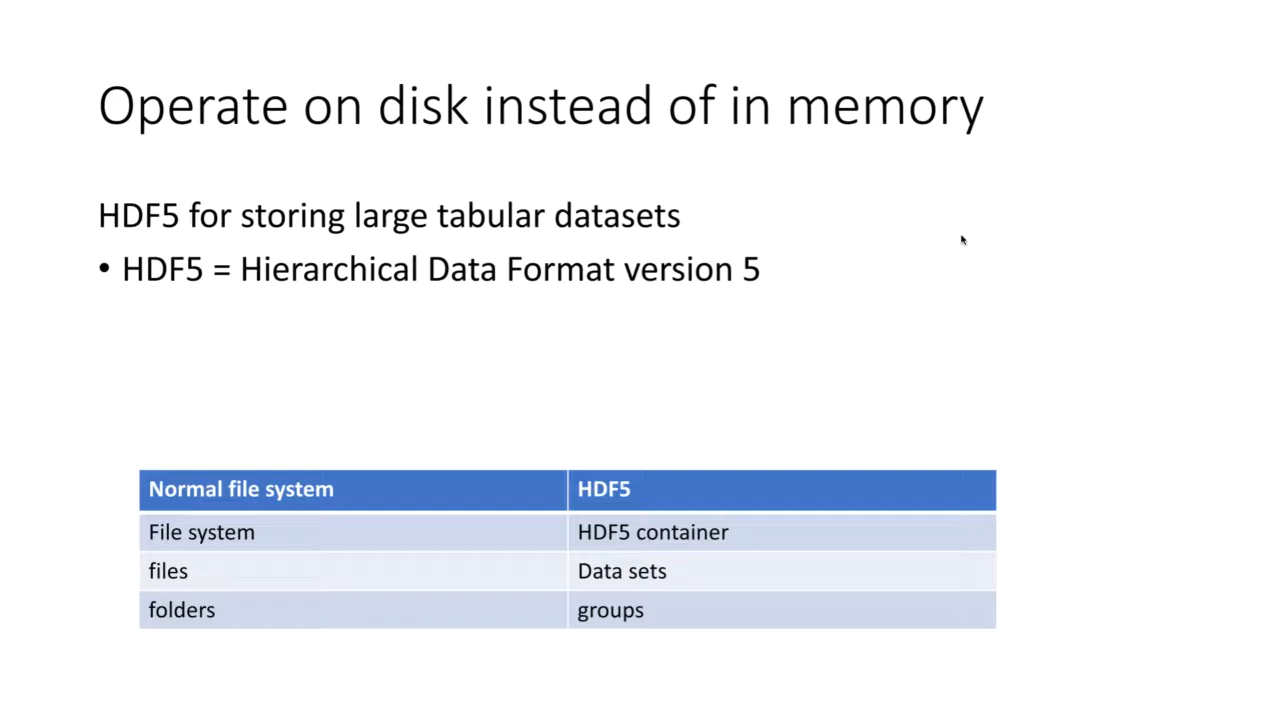 Operate on disk instead of in memory
HDF5 for storing large tabular datasets
• HDF5 = Hierarchical Data Format version 5
Normal file system HDF5
File system HDF5 container
files Data sets
folders groups